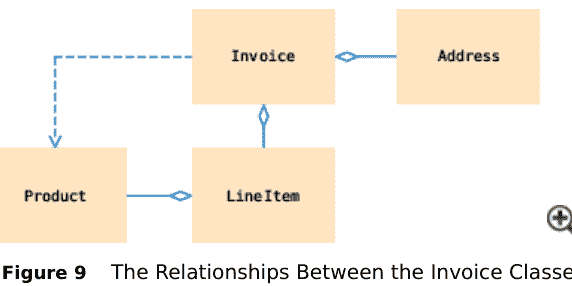 Invoice
Address
Product
LineItem
Figure 9 The Relationships Between the Invoice Classe